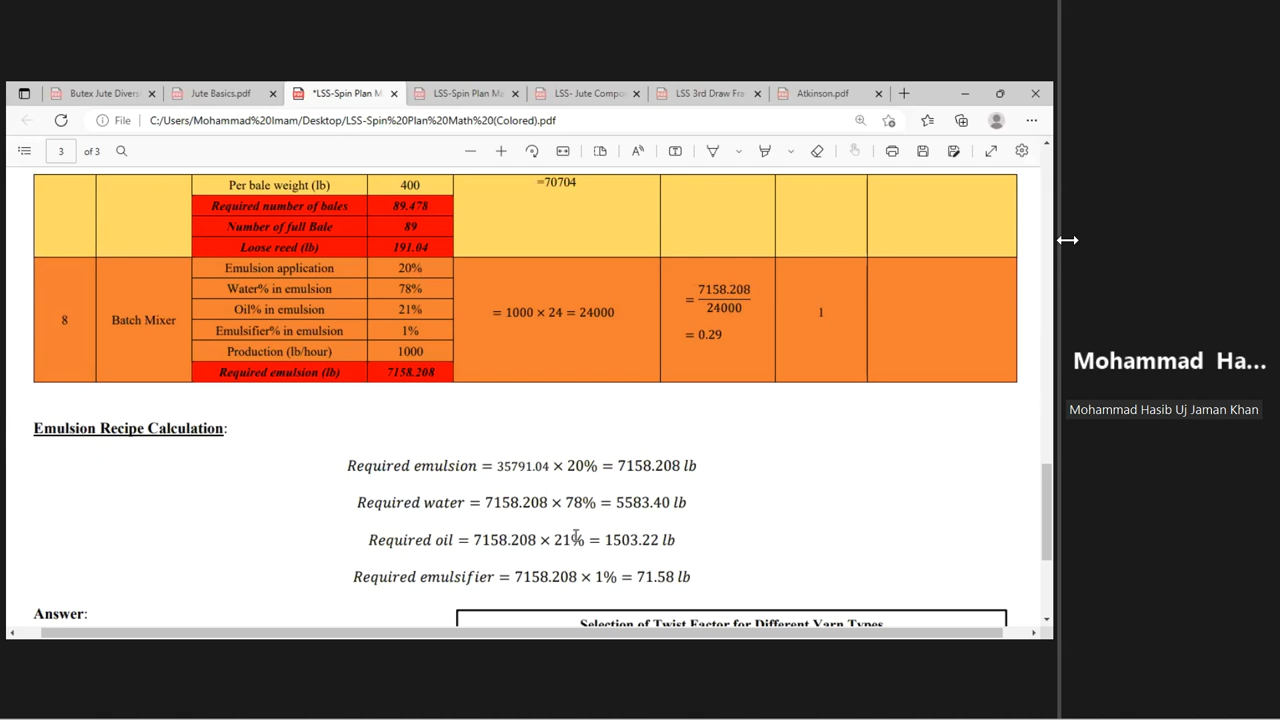 Butex Jute Divers
Jute Basics.pdf
*LSS-Spin Plan M
LSS-Spin Plan Ma
LSS- Jute Compo
LSS 3rd Draw Fra
Atkinson.pdf
File
C:/Users/Mohammad%20Imam/Desktop/LSS-Spin%20Plan%20Math%20(Colored).pdf
3 of 3
Per bale weight (lb) 400 =70704
Required number of bales 89.478
Number of full Bale 89
Loose reed (lb) 191.04
8 Batch Mixer
Emulsion application 20%
Water% in emulsion 78%
Oil% in emulsion 21%
Emulsifier% in emulsion 1%
Production (lb/hour) 1000
Required emulsion (lb) 7158.208
= 1000 × 24 = 24000
= 7158.208
24000
= 0.29
1
Emulsion Recipe Calculation:
Required emulsion = 35791.04 × 20% = 7158.208 lb
Required water = 7158.208 × 78% = 5583.40 lb
Required oil = 7158.208 × 21% = 1503.22 lb
Required emulsifier = 7158.208 × 1% = 71.58 lb
Answer:
Selection of Twist Factor for Different Yarn Types
Mohammad Ha...
Mohammad Hasib Uj Jaman Khan